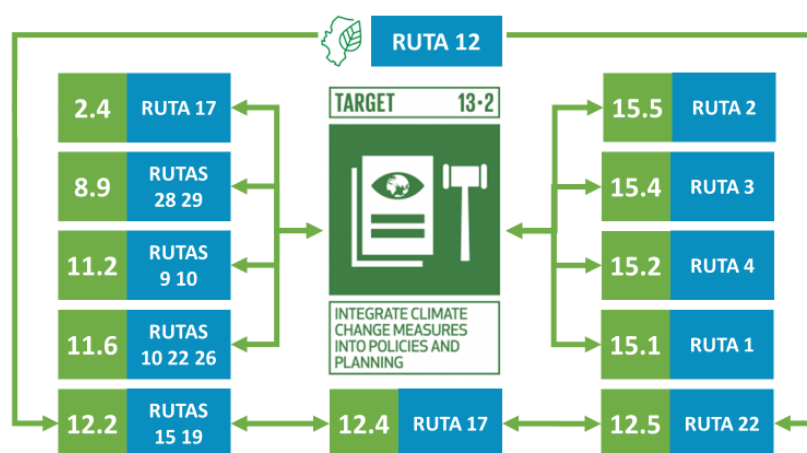 RUTA 12
2.4 RUTA 17
8.9 RUTAS
28 29
11.2 RUTAS
9 10
11.6 RUTAS
10 22 26
TARGET 13·2
INTEGRATE CLIMATE
CHANGE MEASURES
INTO POLICIES AND
PLANNING
15.5 RUTA 2
15.4 RUTA 3
15.2 RUTA 4
15.1 RUTA 1
12.2 RUTAS
15 19
12.4 RUTA 17
12.5 RUTA 22